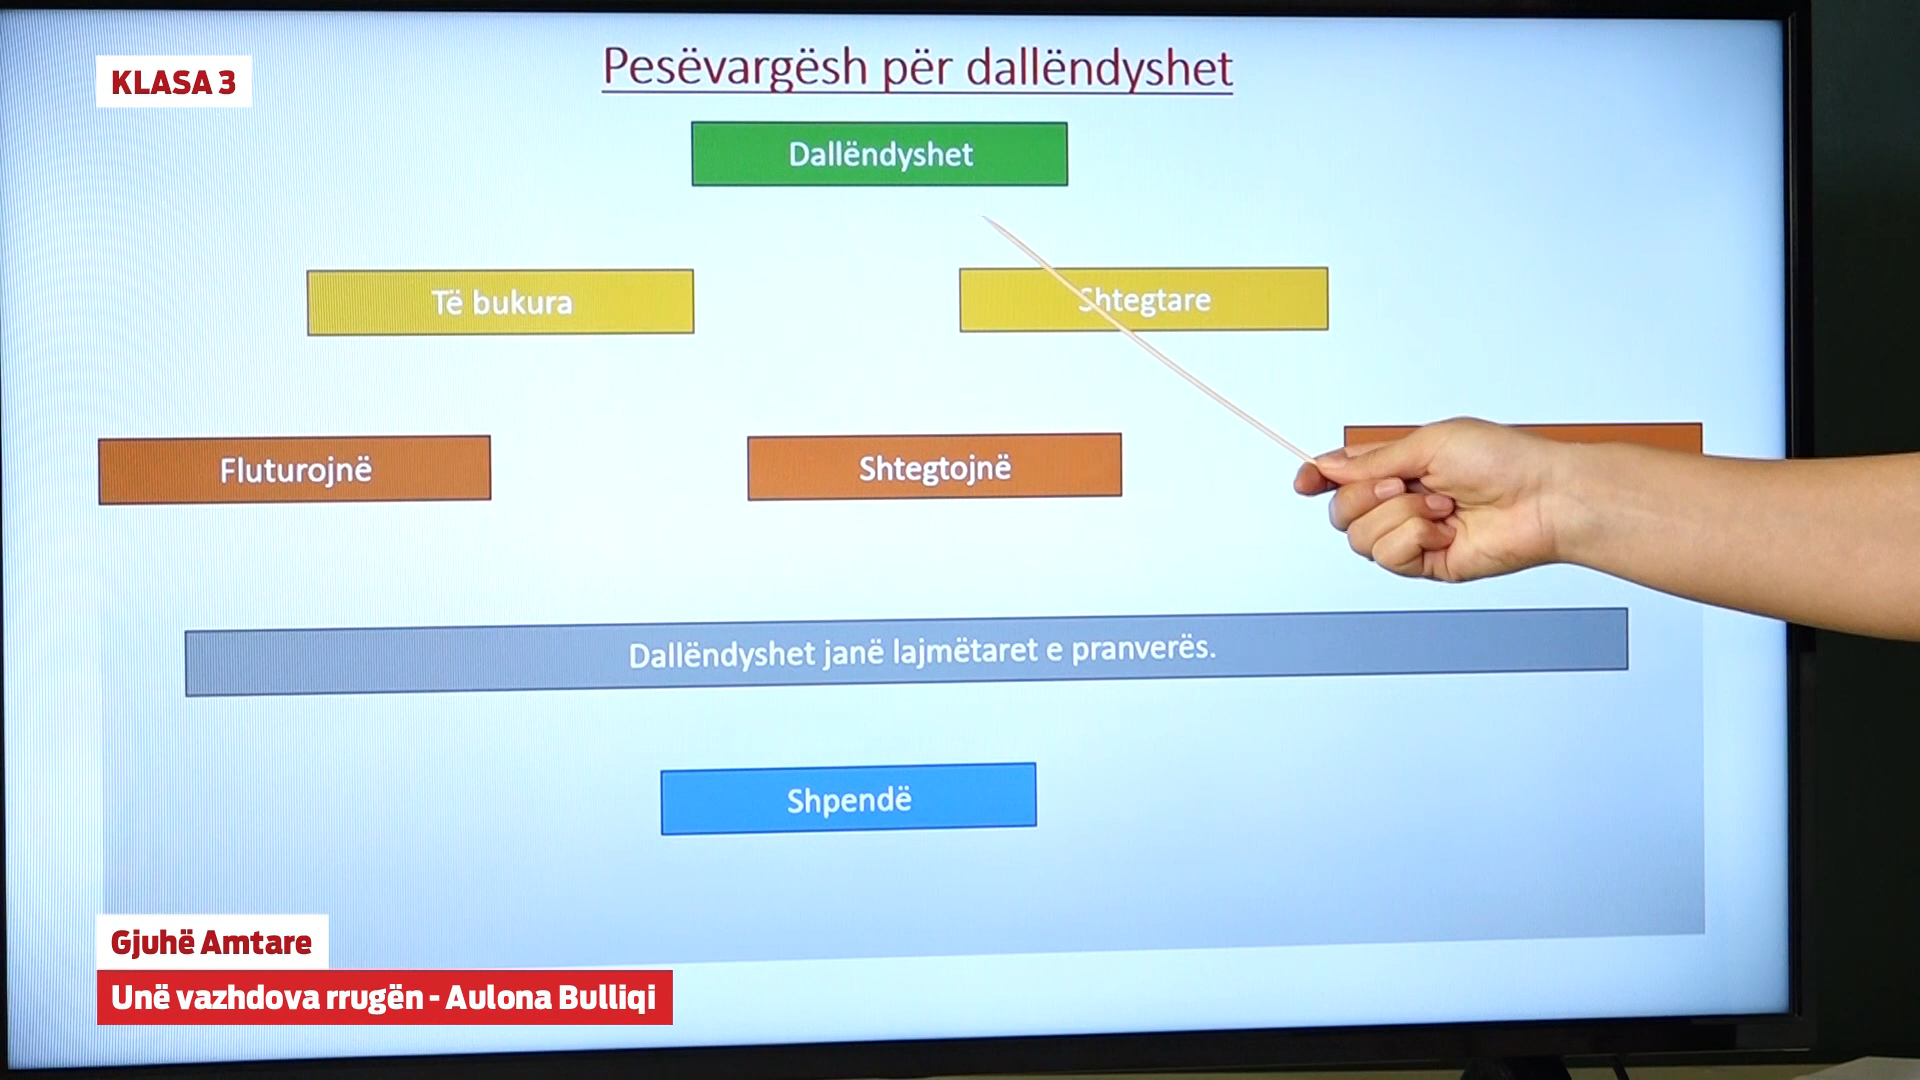 KLASA 3
Pesëvargësh për dallëndyshet
Dallëndyshet
Të bukura
Shtegtare
Fluturojnë
Shtegtojnë
Dallëndyshet janë lajmëtaret e pranverës.
Shpendë
Gjuhë Amtare
Unë vazhdova rrugën - Aulona Bulliqi